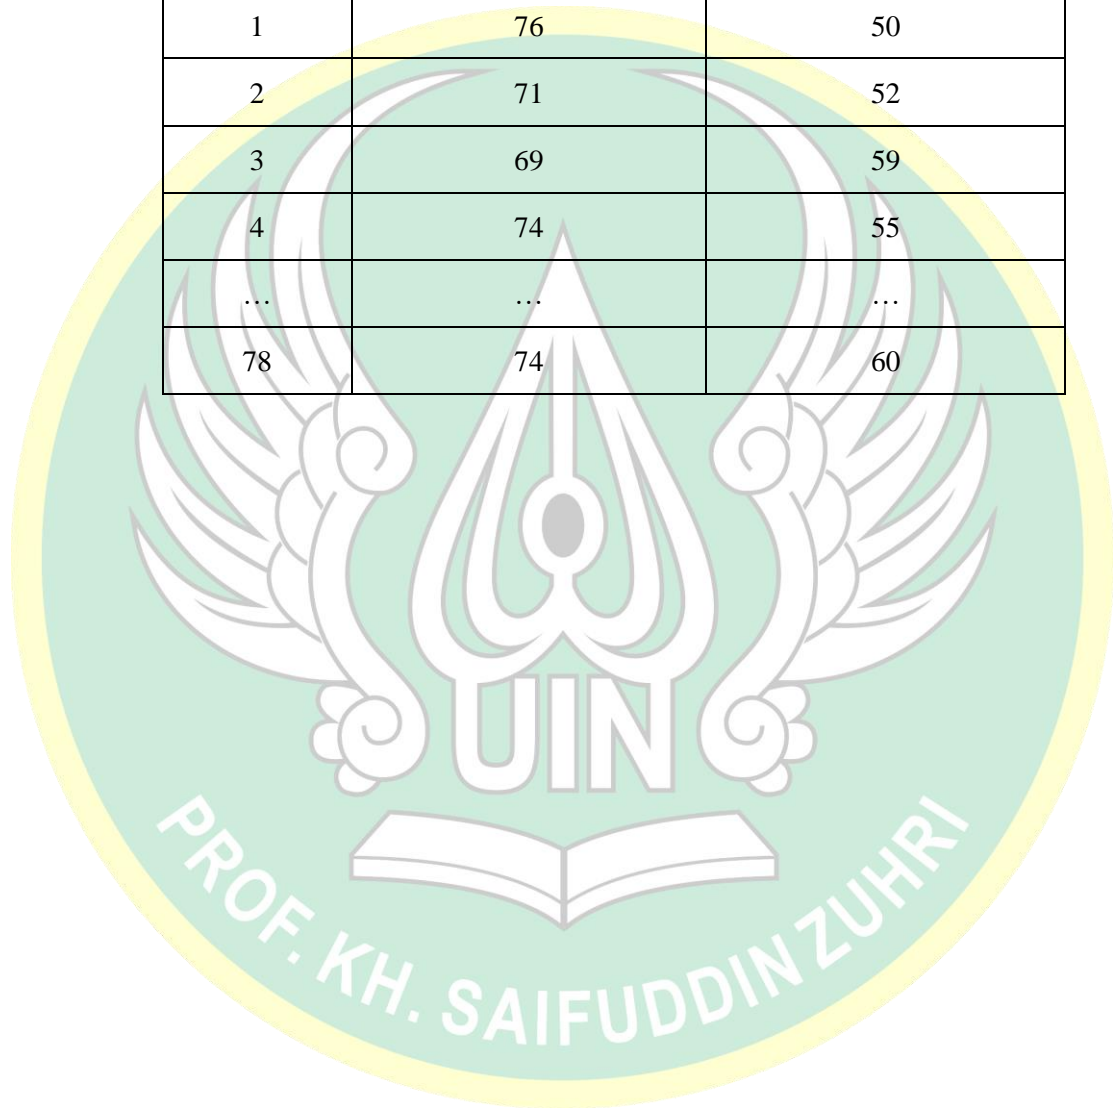 1 76 50
2 71 52
3 69 59
4 74 55
… … …
78 74 60
UIN
PROF. KH. SAIFUDDIN ZUHRI